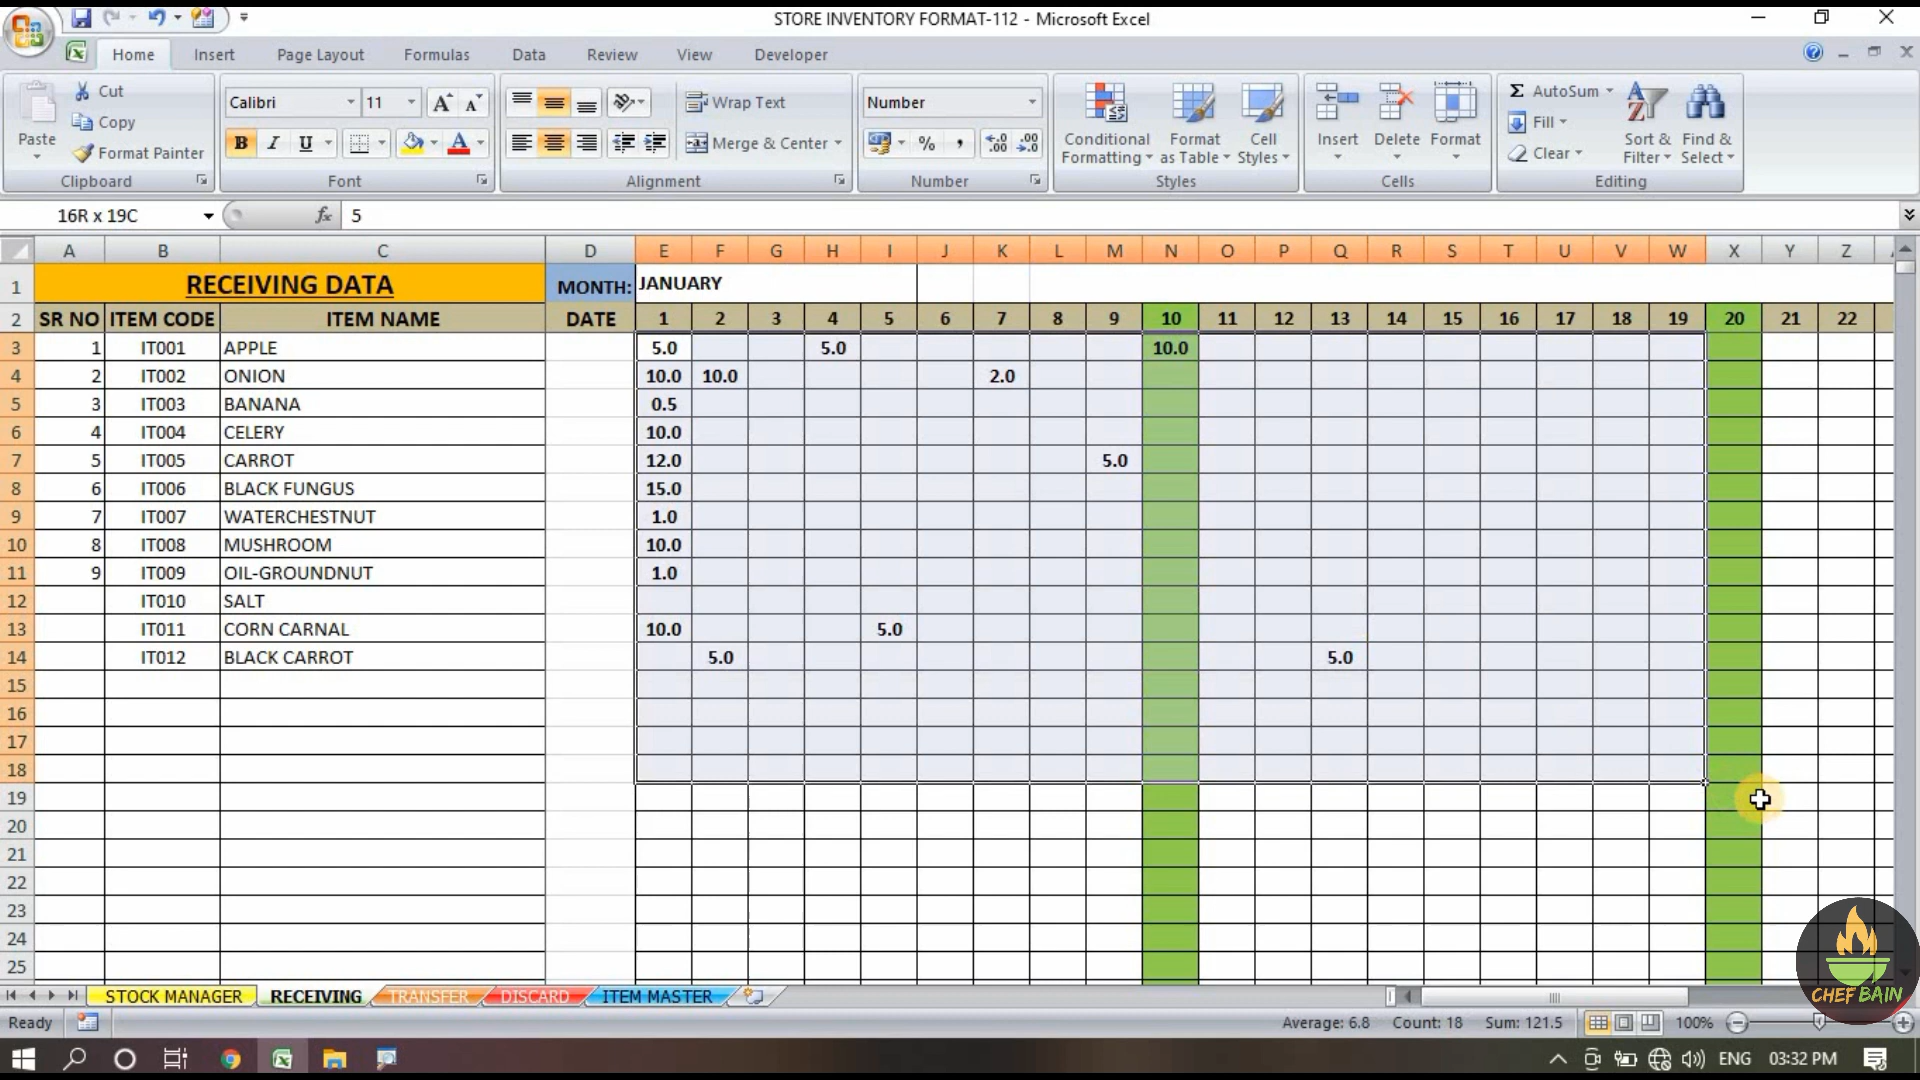 STORE INVENTORY FORMAT-112 - Microsoft Excel
Home Insert Page Layout Formulas Data Review View Developer
Cut
Copy
Format Painter
Paste
Clipboard
Calibri 11
B I U
Font
Wrap Text
Merge & Center
Alignment
Number
%
Number
Conditional Formatting
Format as Table
Cell Styles
Styles
Insert Delete Format
Cells
Σ AutoSum
Fill
Clear
Sort & Filter
Find & Select
Editing
16R x 19C fx 5
A B C D E F G H I J K L M N O P Q R S T U V W X Y Z
1 RECEIVING DATA MONTH: JANUARY
2 SR NO ITEM CODE ITEM NAME DATE 1 2 3 4 5 6 7 8 9 10 11 12 13 14 15 16 17 18 19 20 21 22
3 1 IT001 APPLE 5.0 5.0 10.0
4 2 IT002 ONION 10.0 10.0 2.0
5 3 IT003 BANANA 0.5
6 4 IT004 CELERY 10.0
7 5 IT005 CARROT 12.0 5.0
8 6 IT006 BLACK FUNGUS 15.0
9 7 IT007 WATERCHESTNUT 1.0
10 8 IT008 MUSHROOM 10.0
11 9 IT009 OIL-GROUNDNUT 1.0
12 IT010 SALT
13 IT011 CORN CARNAL 10.0 5.0
14 IT012 BLACK CARROT 5.0 5.0
15
16
17
18
19
20
21
22
23
24
25
CHEF BAIN
STOCK MANAGER RECEIVING TRANSFER DISCARD ITEM MASTER
Ready Average: 6.8 Count: 18 Sum: 121.5 100%
ENG 03:32 PM